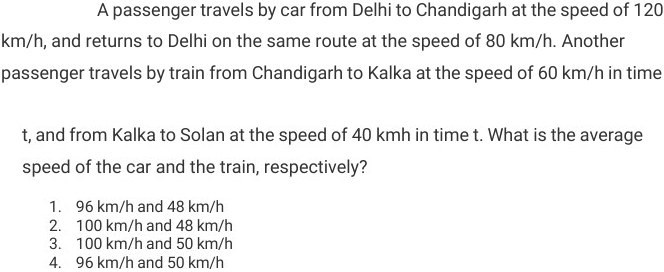 A passenger travels by car from Delhi to Chandigarh at the speed of 120
km/h, and returns to Delhi on the same route at the speed of 80 km/h. Another
passenger travels by train from Chandigarh to Kalka at the speed of 60 km/h in time
t, and from Kalka to Solan at the speed of 40 kmh in time t. What is the average
speed of the car and the train, respectively?
1. 96 km/h and 48 km/h
2. 100 km/h and 48 km/h
3. 100 km/h and 50 km/h
4. 96 km/h and 50 km/h